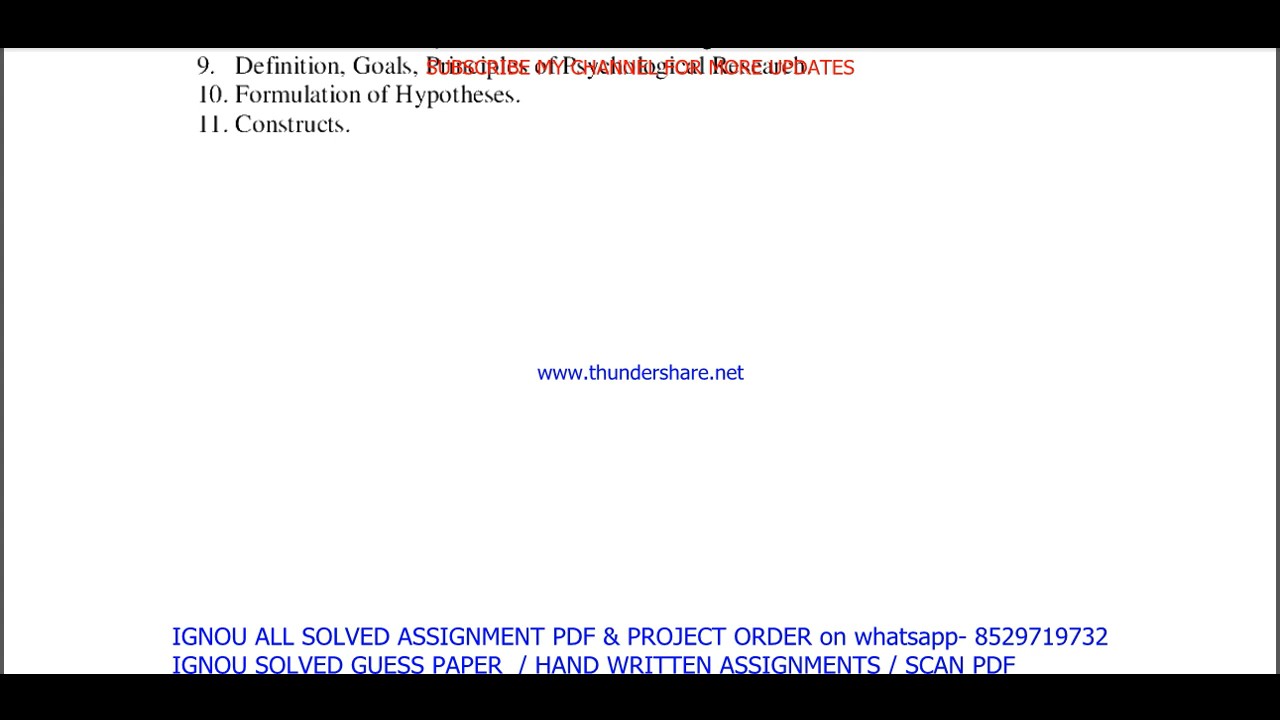 9. Definition, Goals, Principles of Psychological Research.
SUBSCRIBE MY CHANNEL FOR MORE UPDATES
10. Formulation of Hypotheses.
11. Constructs.
www.thundershare.net
IGNOU ALL SOLVED ASSIGNMENT PDF & PROJECT ORDER on whatsapp- 8529719732
IGNOU SOLVED GUESS PAPER / HAND WRITTEN ASSIGNMENTS / SCAN PDF